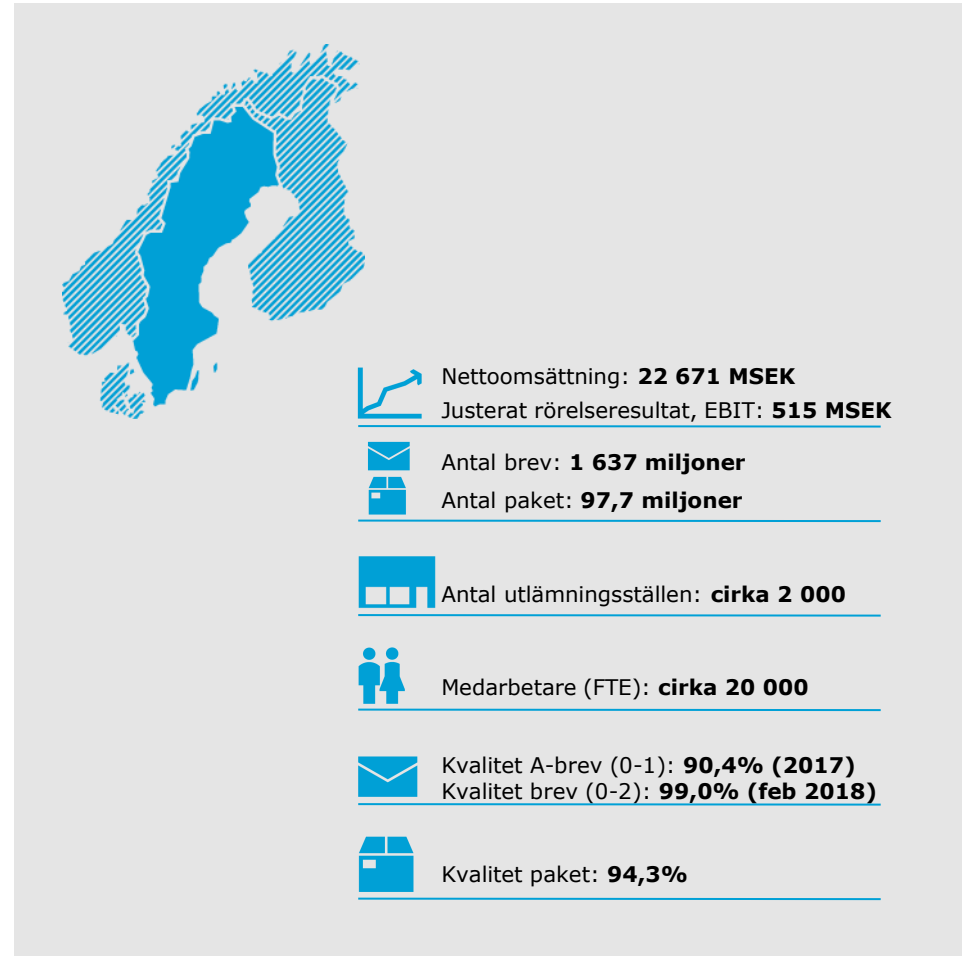 Nettoomsättning: 22 671 MSEK
Justerat rörelseresultat, EBIT: 515 MSEK
Antal brev: 1 637 miljoner
Antal paket: 97,7 miljoner
Antal utlämningsställen: cirka 2 000
Medarbetare (FTE): cirka 20 000
Kvalitet A-brev (0-1): 90,4% (2017)
Kvalitet brev (0-2): 99,0% (feb 2018)
Kvalitet paket: 94,3%